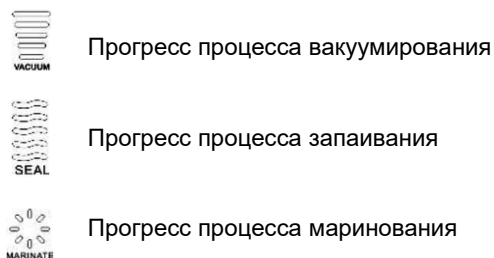 VACUUM
Прогресс процесса вакуумирования
SEAL
Прогресс процесса запаивания
MARINATE
Прогресс процесса маринования